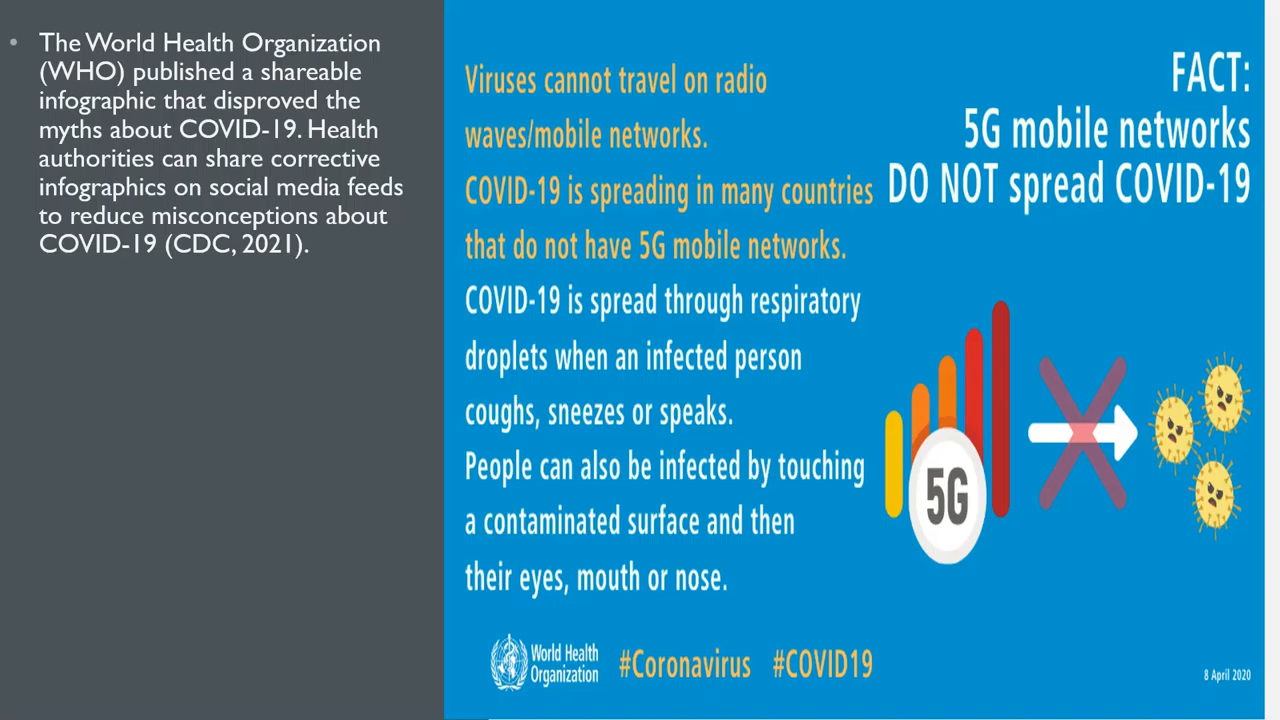 • The World Health Organization
(WHO) published a shareable
infographic that disproved the
myths about COVID-19. Health
authorities can share corrective
infographics on social media feeds
to reduce misconceptions about
COVID-19 (CDC, 2021).
Viruses cannot travel on radio
waves/mobile networks.
COVID-19 is spreading in many countries
that do not have 5G mobile networks.
COVID-19 is spread through respiratory
droplets when an infected person
coughs, sneezes or speaks.
People can also be infected by touching
a contaminated surface and then
their eyes, mouth or nose.
FACT:
5G mobile networks
DO NOT spread COVID-19
5G
World Health
Organization
#Coronavirus #COVID19
8 April 2020